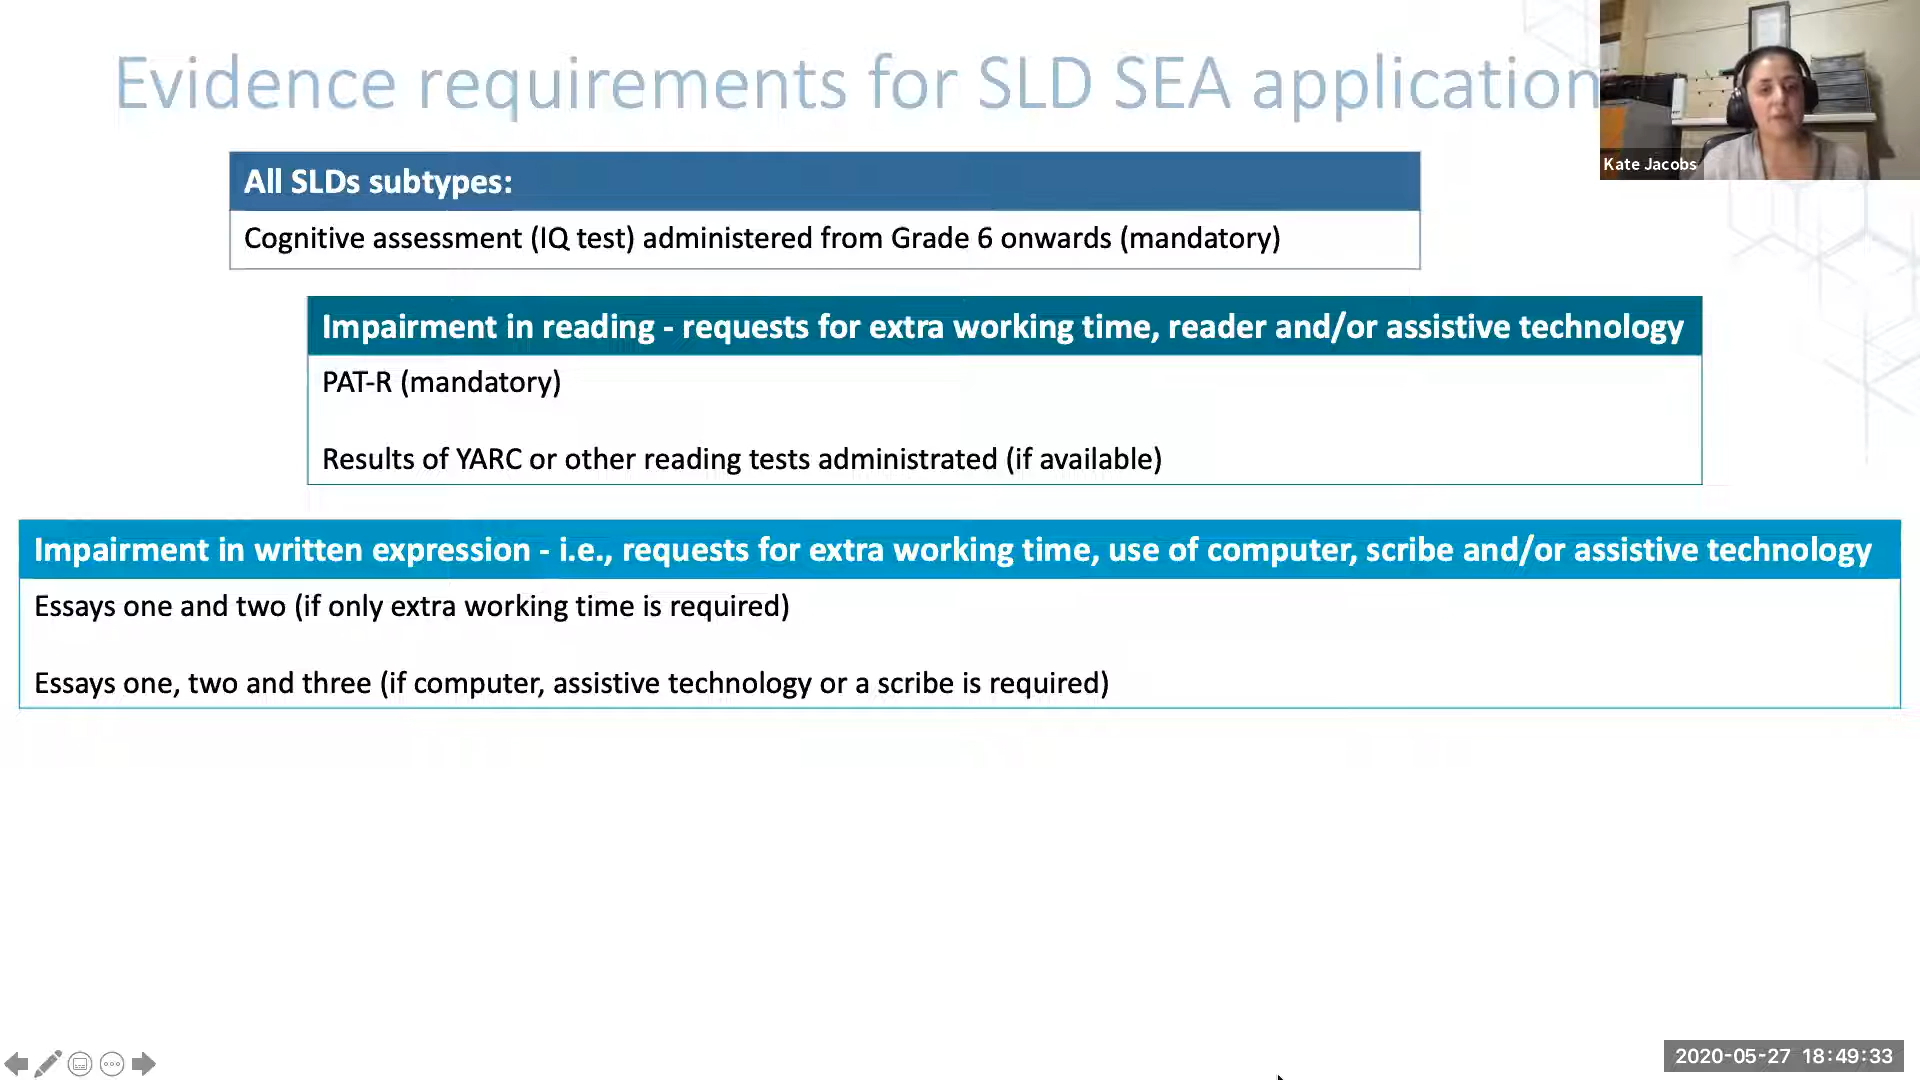 Evidence requirements for SLD SEA application
Kate Jacobs
All SLDs subtypes:
Cognitive assessment (IQ test) administered from Grade 6 onwards (mandatory)
Impairment in reading - requests for extra working time, reader and/or assistive technology
PAT-R (mandatory)
Results of YARC or other reading tests administrated (if available)
Impairment in written expression - i.e., requests for extra working time, use of computer, scribe and/or assistive technology
Essays one and two (if only extra working time is required)
Essays one, two and three (if computer, assistive technology or a scribe is required)
2020-05-27 18:49:33